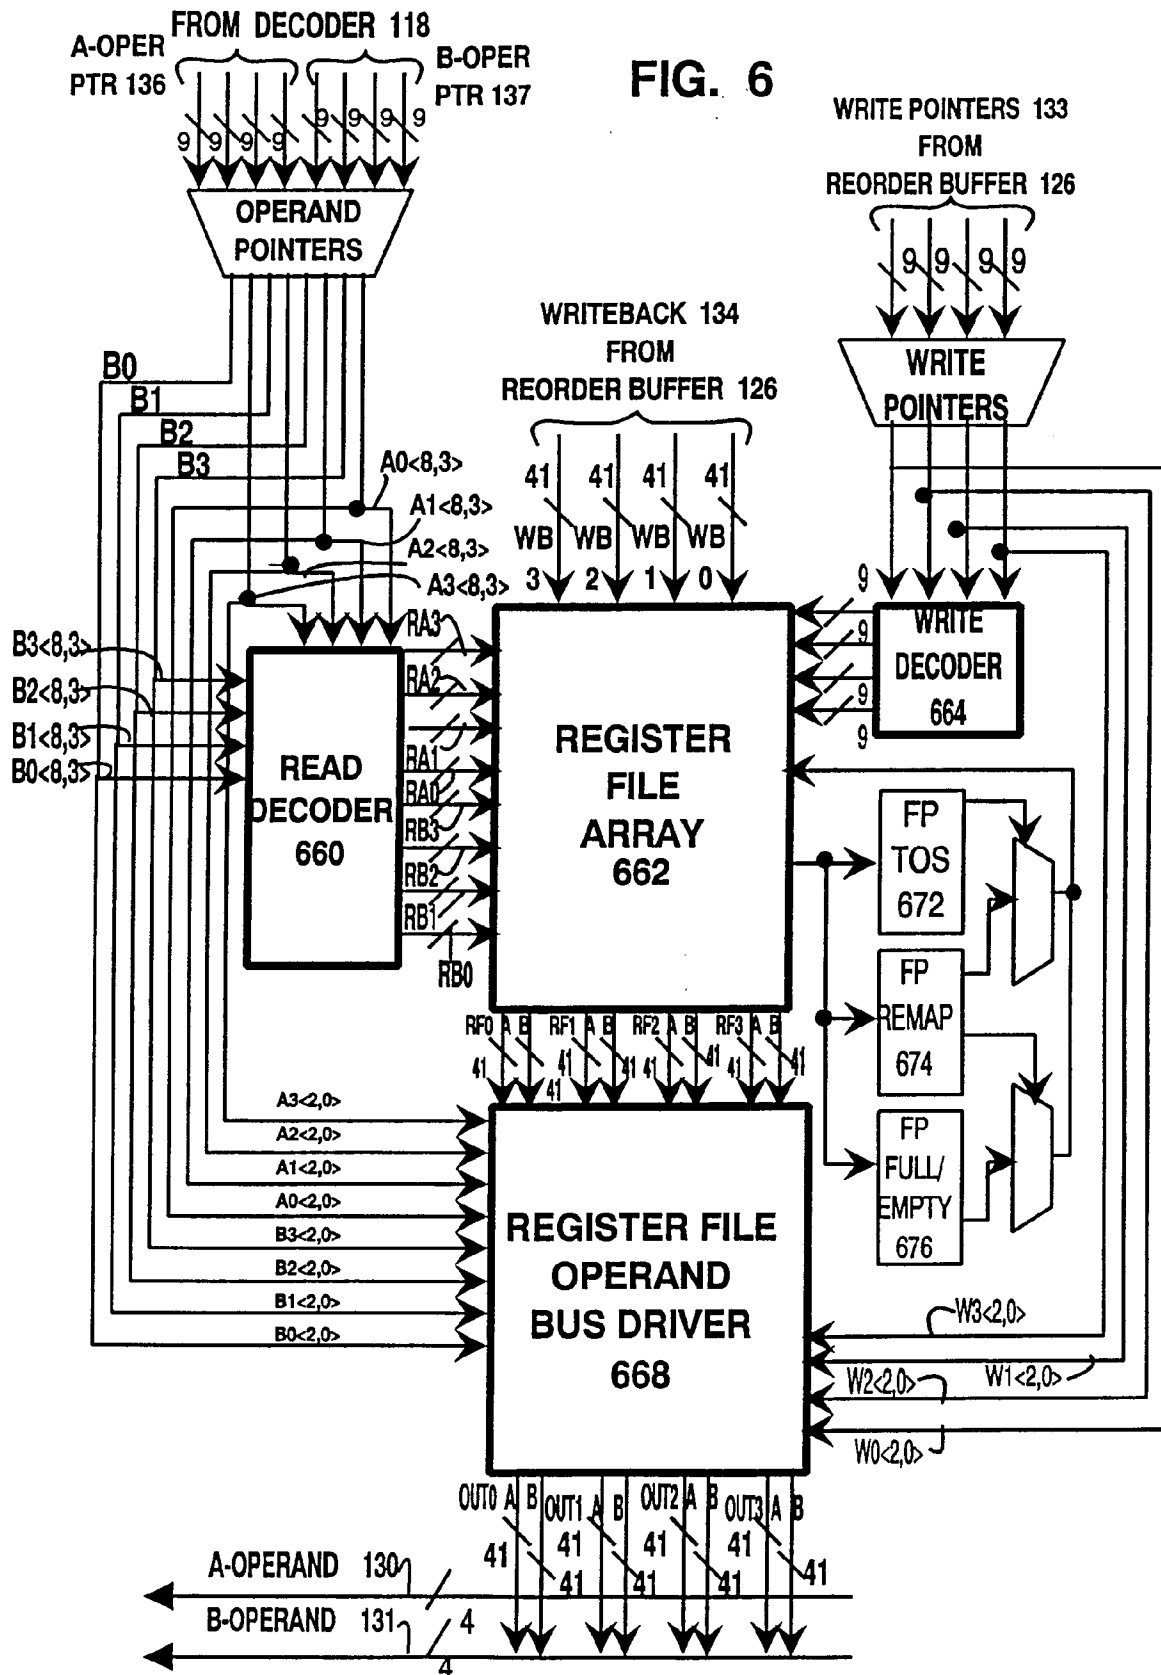 FROM DECODER 118
A-OPER
PTR 136
B-OPER
PTR 137
FIG. 6
WRITE POINTERS 133
FROM
REORDER BUFFER 126
9 9 9 9 9 9 9 9
OPERAND
POINTERS
9 9 9 9
WRITEBACK 134
FROM
REORDER BUFFER 126
WRITE
POINTERS
B0
B1
B2
B3
A0<8,3>
A1<8,3>
A2<8,3>
A3<8,3>
41 41 41 41
WB WB WB WB
3 2 1 0
9
9
9
9
WRITE
DECODER
664
B3<8,3>
B2<8,3>
B1<8,3>
B0<8,3>
READ
DECODER
660
RA3
RA2
RA1
RA0
RB3
RB2
RB1
RB0
REGISTER
FILE
ARRAY
662
FP
TOS
672
FP
REMAP
674
FP
FULL/
EMPTY
676
RF0 A B RF1 A B RF2 A B RF3 A B
41 41 41 41 41 41 41 41
A3<2,0>
A2<2,0>
A1<2,0>
A0<2,0>
B3<2,0>
B2<2,0>
B1<2,0>
B0<2,0>
REGISTER FILE
OPERAND
BUS DRIVER
668
W3<2,0>
W1<2,0>
W2<2,0>
W0<2,0>
OUT0 A B OUT1 A B OUT2 A B OUT3 A B
41 41 41 41
41 41 41 41
A-OPERAND 130
4
B-OPERAND 131
4